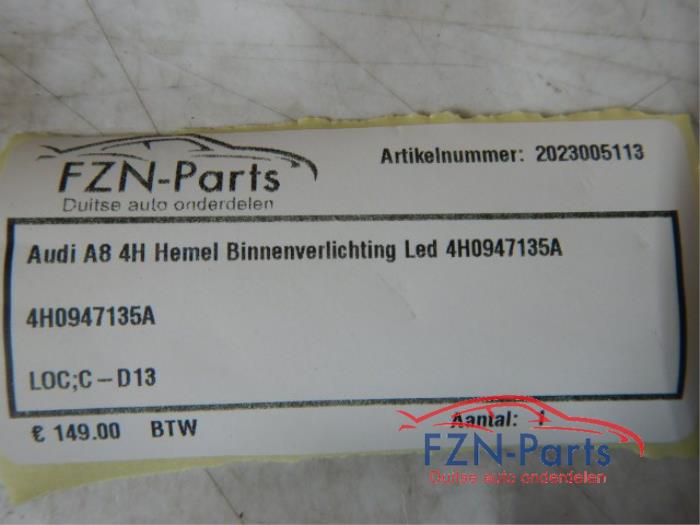 FZN-Parts
Duitse auto onderdelen
Artikelnummer: 2023005113
Audi A8 4H Hemel Binnenverlichting Led 4H0947135A
4H0947135A
LOC;C-D13
€ 149.00 BTW
Aantal: 1
FZN-Parts
Duitse auto onderdelen